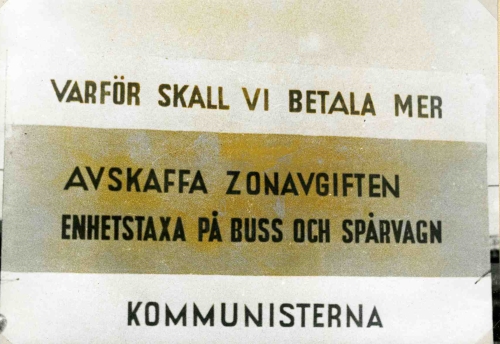 VARFÖR SKALL VI BETALA MER
AVSKAFFA ZONAVGIFTEN
ENHETSTAXA PÅ BUSS OCH SPÅRVAGN
KOMMUNISTERNA